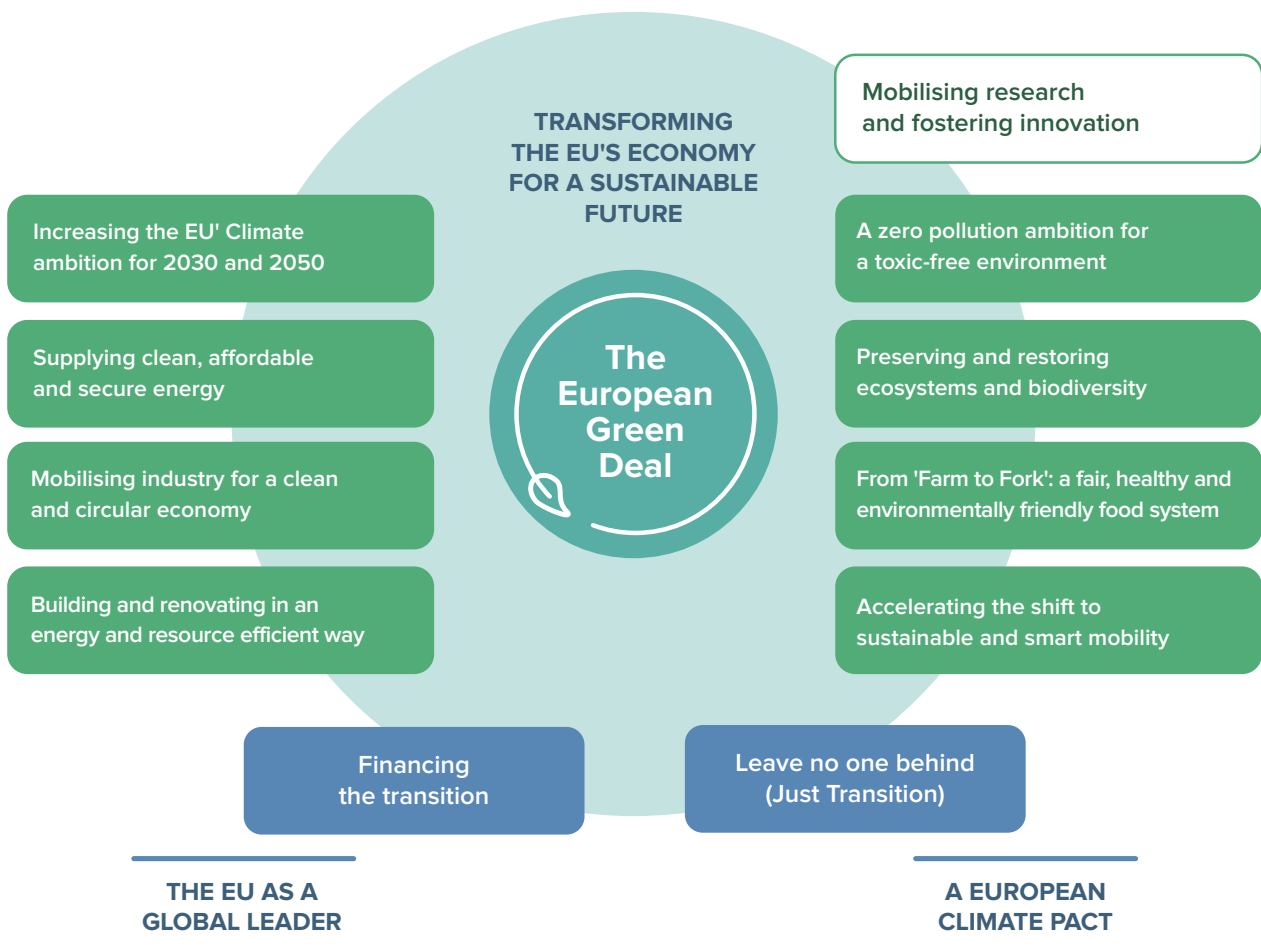 TRANSFORMING
THE EU'S ECONOMY
FOR A SUSTAINABLE
FUTURE
Mobilising research
and fostering innovation
Increasing the EU' Climate
ambition for 2030 and 2050
Supplying clean, affordable
and secure energy
Mobilising industry for a clean
and circular economy
Building and renovating in an
energy and resource efficient way
The
European
Green
Deal
A zero pollution ambition for
a toxic-free environment
Preserving and restoring
ecosystems and biodiversity
From 'Farm to Fork': a fair, healthy and
environmentally friendly food system
Accelerating the shift to
sustainable and smart mobility
Financing
the transition
Leave no one behind
(Just Transition)
THE EU AS A
GLOBAL LEADER
A EUROPEAN
CLIMATE PACT